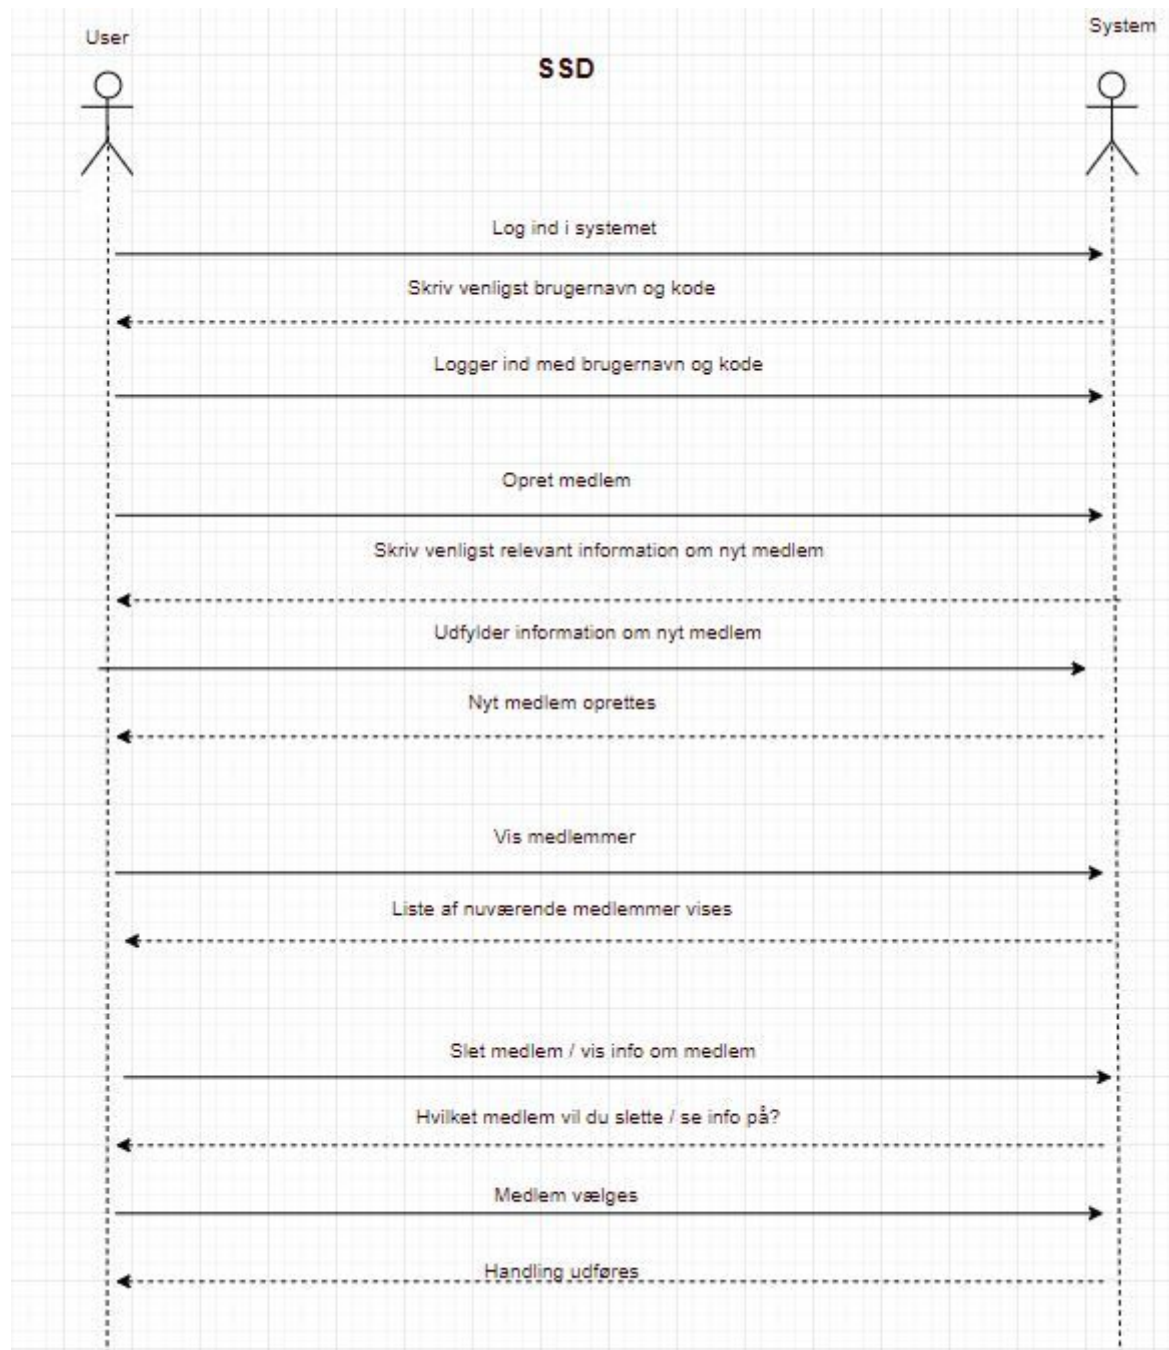 User
System
SSD
Log ind i systemet
Skriv venligst brugernavn og kode
Logger ind med brugernavn og kode
Opret medlem
Skriv venligst relevant information om nyt medlem
Udfylder information om nyt medlem
Nyt medlem oprettes
Vis medlemmer
Liste af nuværende medlemmer vises
Slet medlem / vis info om medlem
Hvilket medlem vil du slette / se info på?
Medlem vælges
Handling udføres